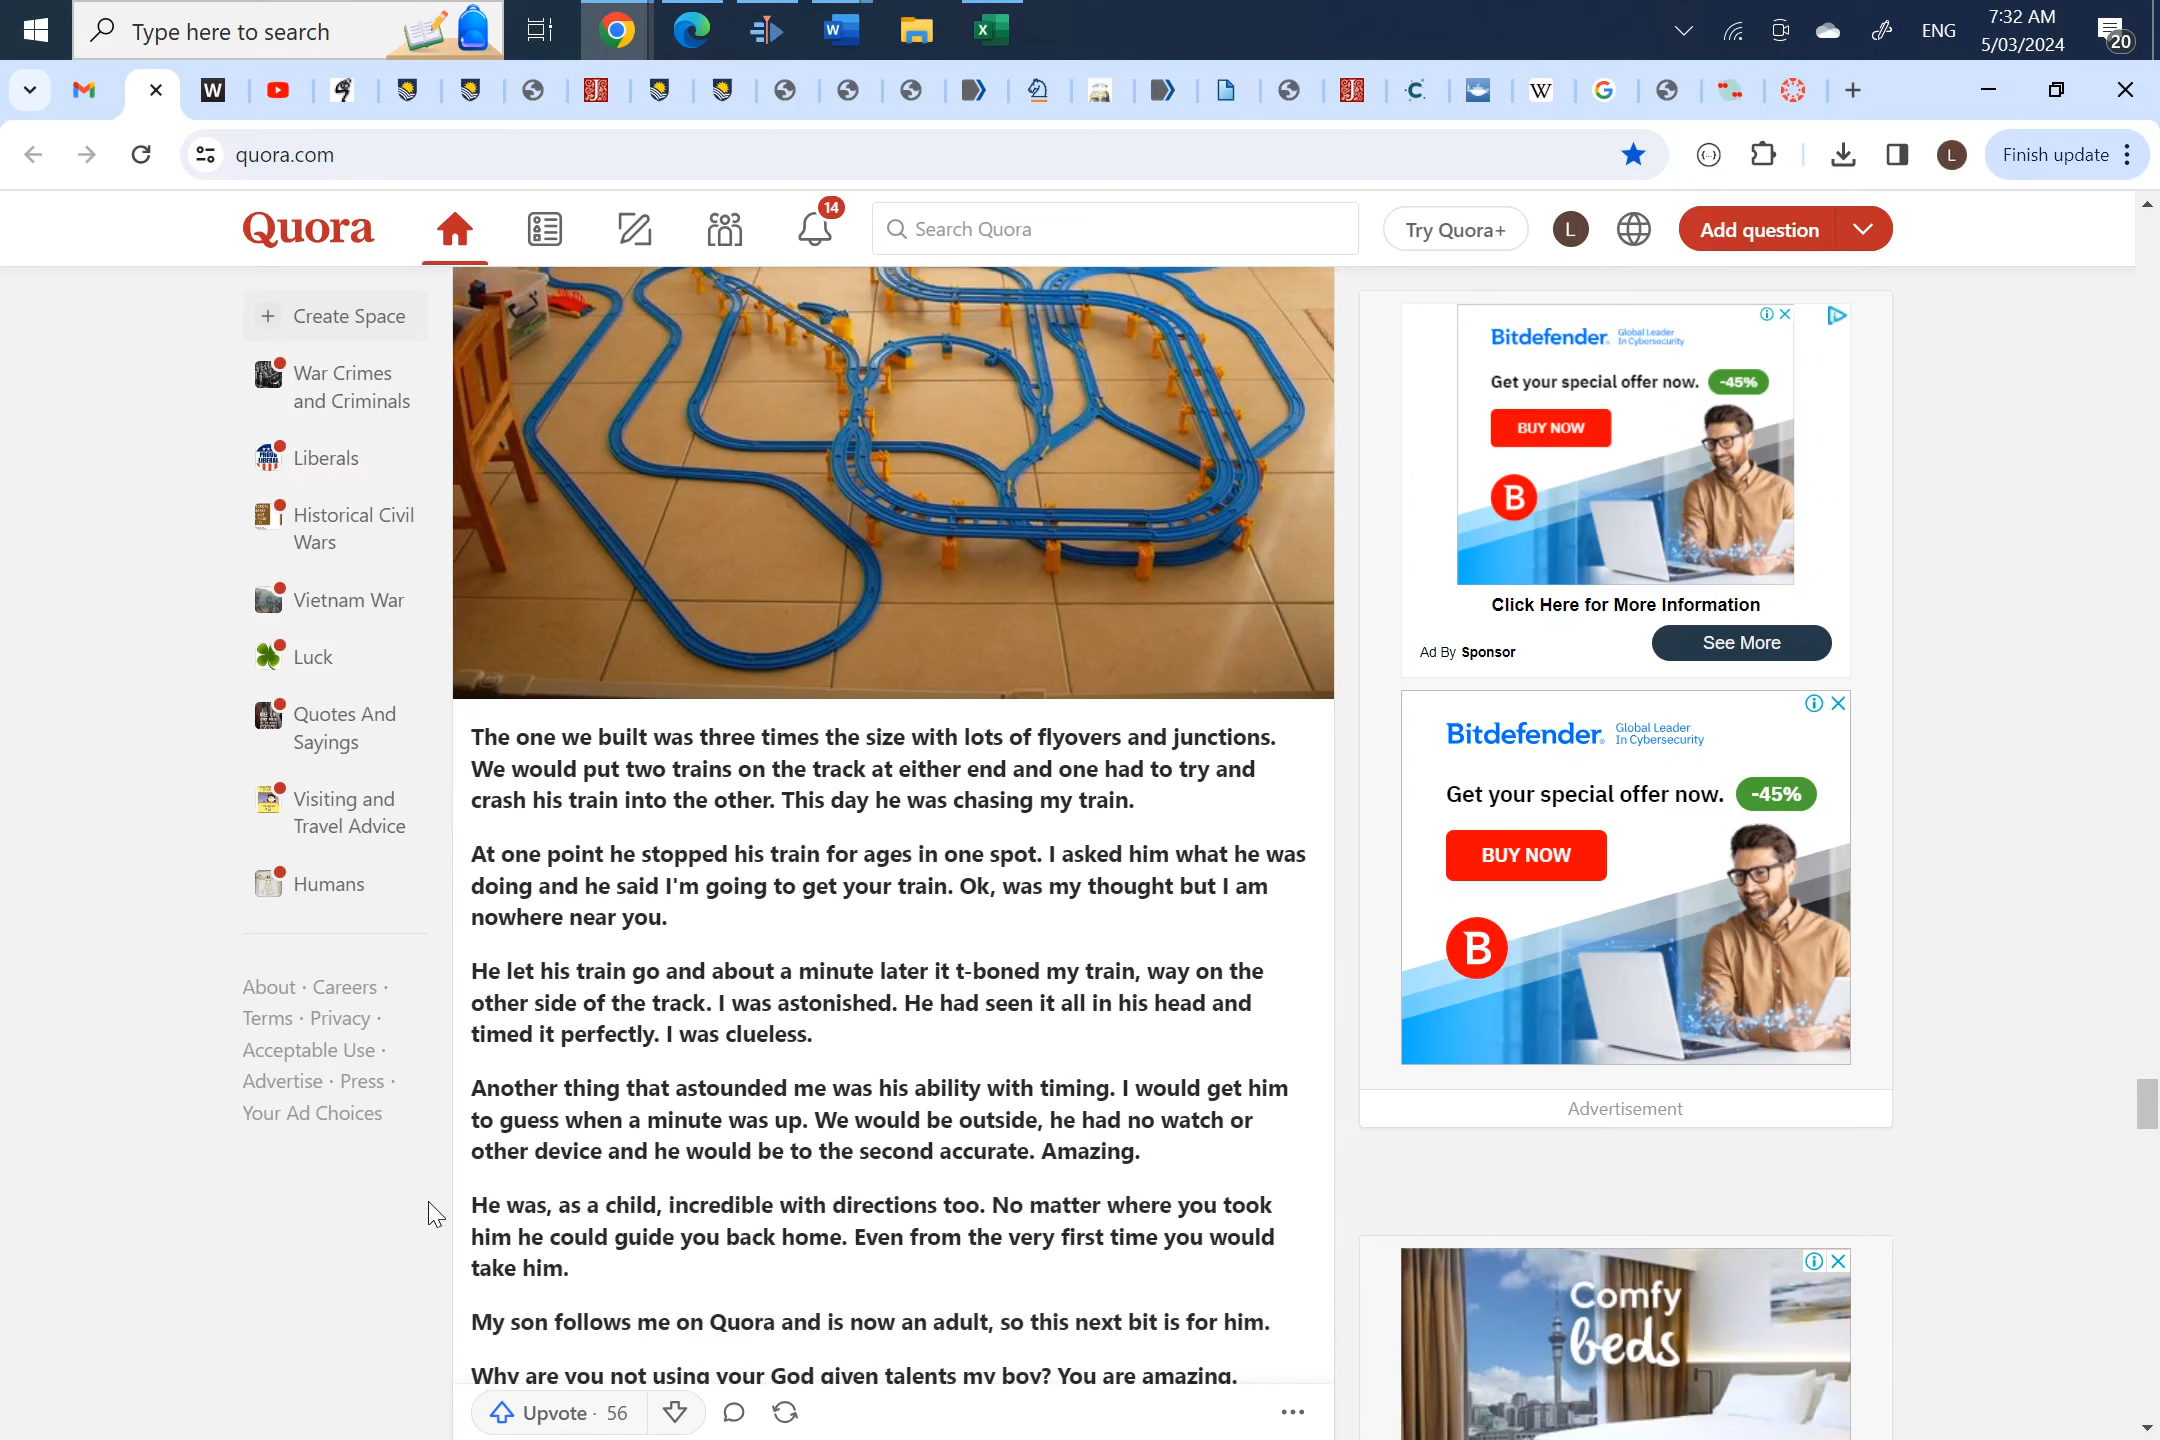 Type here to search
ENG
7:32 AM
5/03/2024
20
quora.com
L
Finish update
Quora
14
Search Quora
Try Quora+
L
Add question
Create Space
War Crimes
and Criminals
Liberals
Historical Civil
Wars
Vietnam War
Luck
Quotes And
Sayings
Visiting and
Travel Advice
Humans
About · Careers ·
Terms · Privacy ·
Acceptable Use ·
Advertise · Press ·
Your Ad Choices
The one we built was three times the size with lots of flyovers and junctions.
We would put two trains on the track at either end and one had to try and
crash his train into the other. This day he was chasing my train.
At one point he stopped his train for ages in one spot. I asked him what he was
doing and he said I'm going to get your train. Ok, was my thought but I am
nowhere near you.
He let his train go and about a minute later it t-boned my train, way on the
other side of the track. I was astonished. He had seen it all in his head and
timed it perfectly. I was clueless.
Another thing that astounded me was his ability with timing. I would get him
to guess when a minute was up. We would be outside, he had no watch or
other device and he would be to the second accurate. Amazing.
He was, as a child, incredible with directions too. No matter where you took
him he could guide you back home. Even from the very first time you would
take him.
My son follows me on Quora and is now an adult, so this next bit is for him.
Why are you not using your God given talents my boy? You are amazing.
Upvote · 56
Bitdefender. Global Leader
In Cybersecurity
Get your special offer now. -45%
BUY NOW
B
Click Here for More Information
Ad By Sponsor
See More
Bitdefender. Global Leader
In Cybersecurity
Get your special offer now. -45%
BUY NOW
B
Advertisement
Comfy
beds